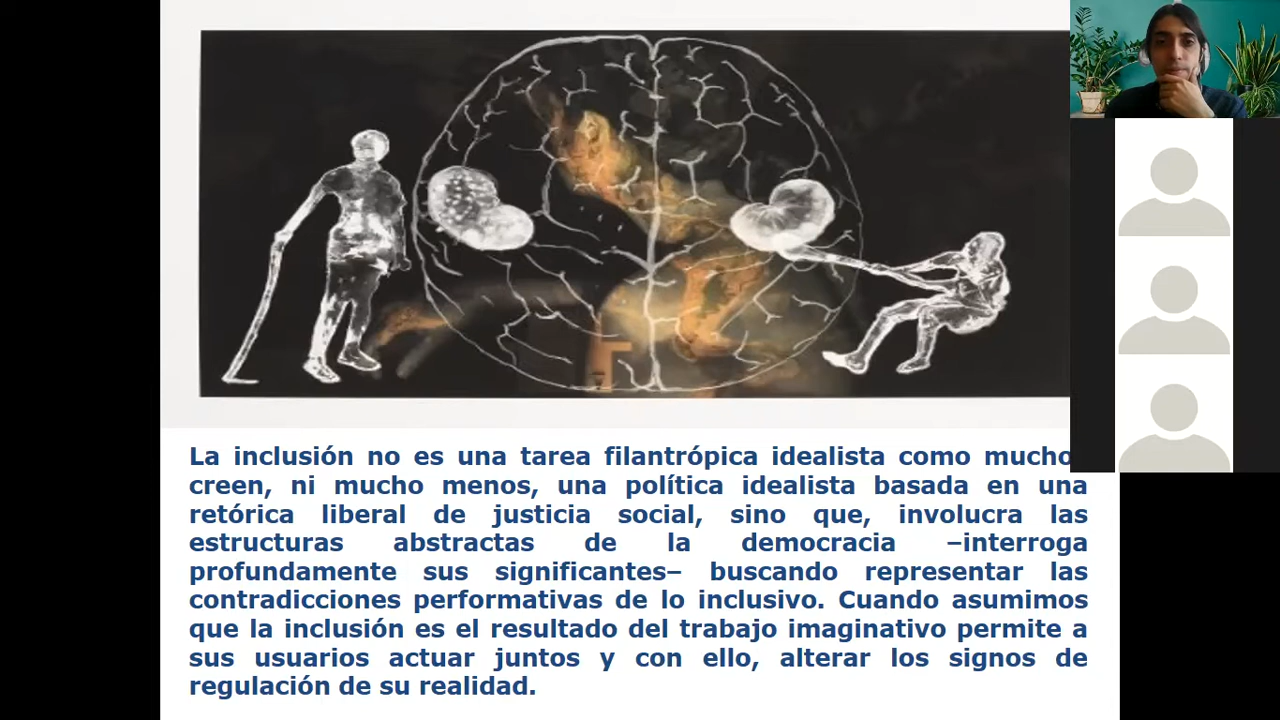 La inclusión no es una tarea filantrópica idealista como mucho
creen, ni mucho menos, una política idealista basada en una
retórica liberal de justicia social, sino que, involucra las
estructuras abstractas de la democracia –interroga
profundamente sus significantes– buscando representar las
contradicciones performativas de lo inclusivo. Cuando asumimos
que la inclusión es el resultado del trabajo imaginativo permite a
sus usuarios actuar juntos y con ello, alterar los signos de
regulación de su realidad.